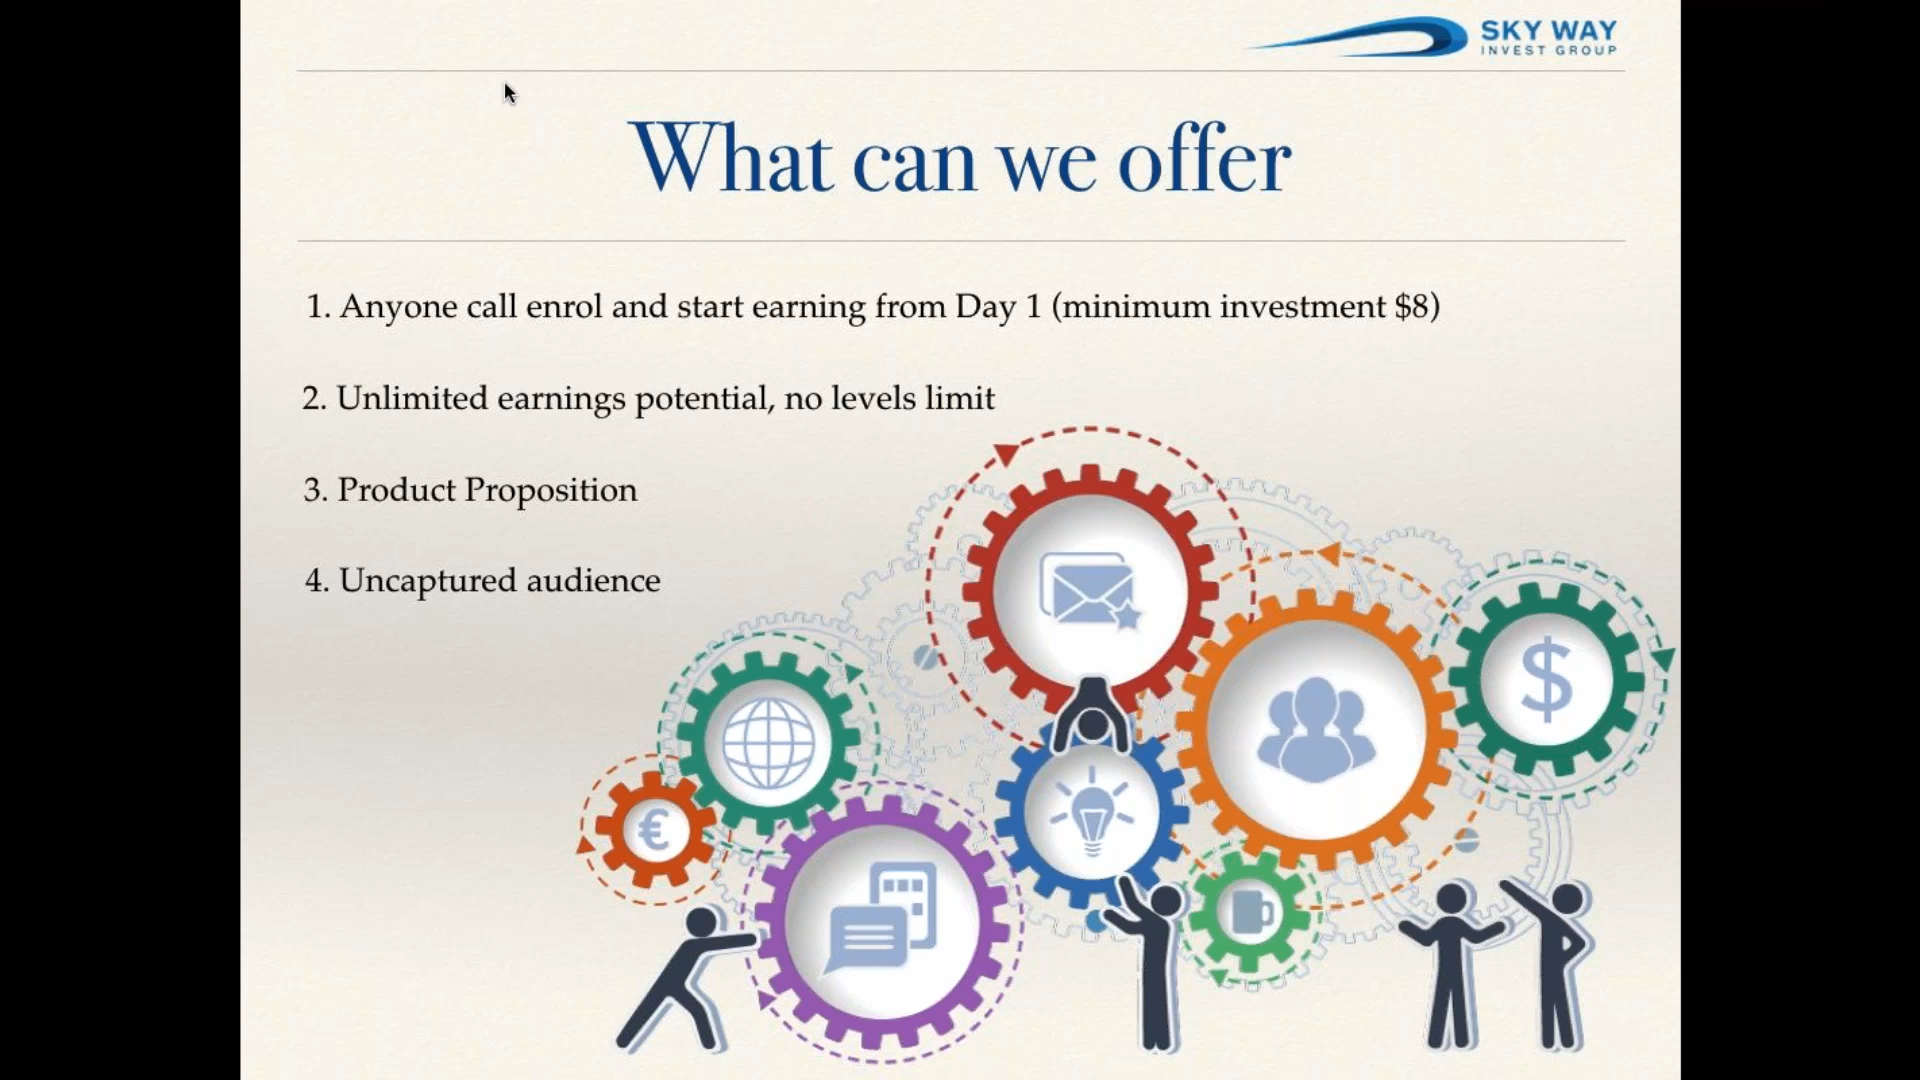 SKY WAY
INVEST GROUP
What can we offer
1. Anyone call enrol and start earning from Day 1 (minimum investment $8)
2. Unlimited earnings potential, no levels limit
3. Product Proposition
4. Uncaptured audience
€
$